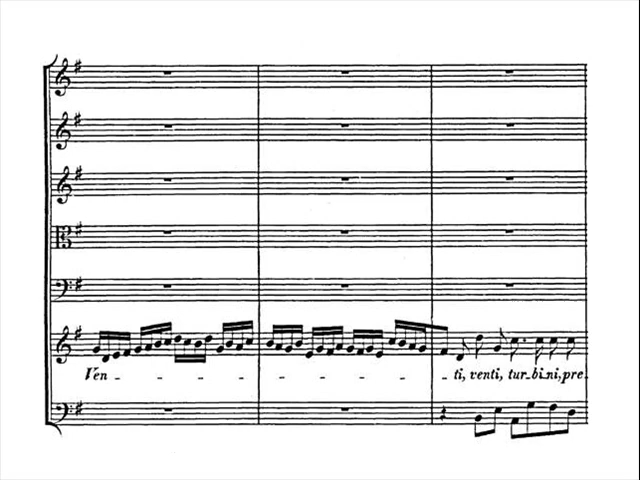 Ven - - - - - - - - - ti, venti, tur-bi-ni, pre-